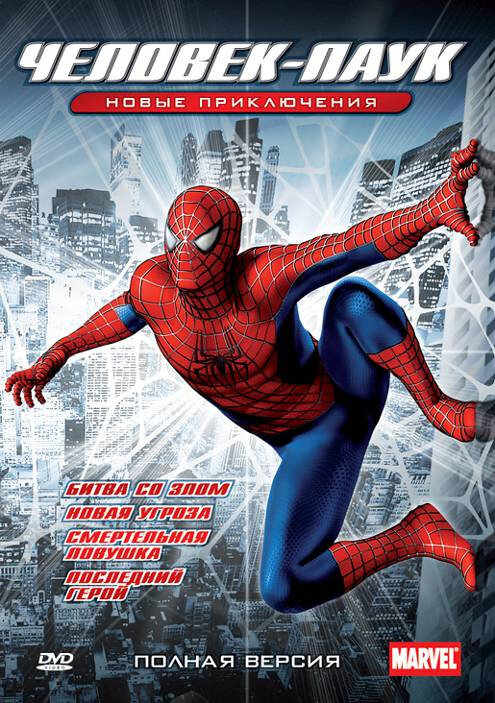 ЧЕЛОВЕК-ПАУК
НОВЫЕ ПРИКЛЮЧЕНИЯ
БИТВА СО ЗЛОМ
НОВАЯ УГРОЗА
СМЕРТЕЛЬНАЯ
ЛОВУШКА
ПОСЛЕДНИЙ
ГЕРОЙ
DVD
VIDEO
ПОЛНАЯ ВЕРСИЯ
MARVEL